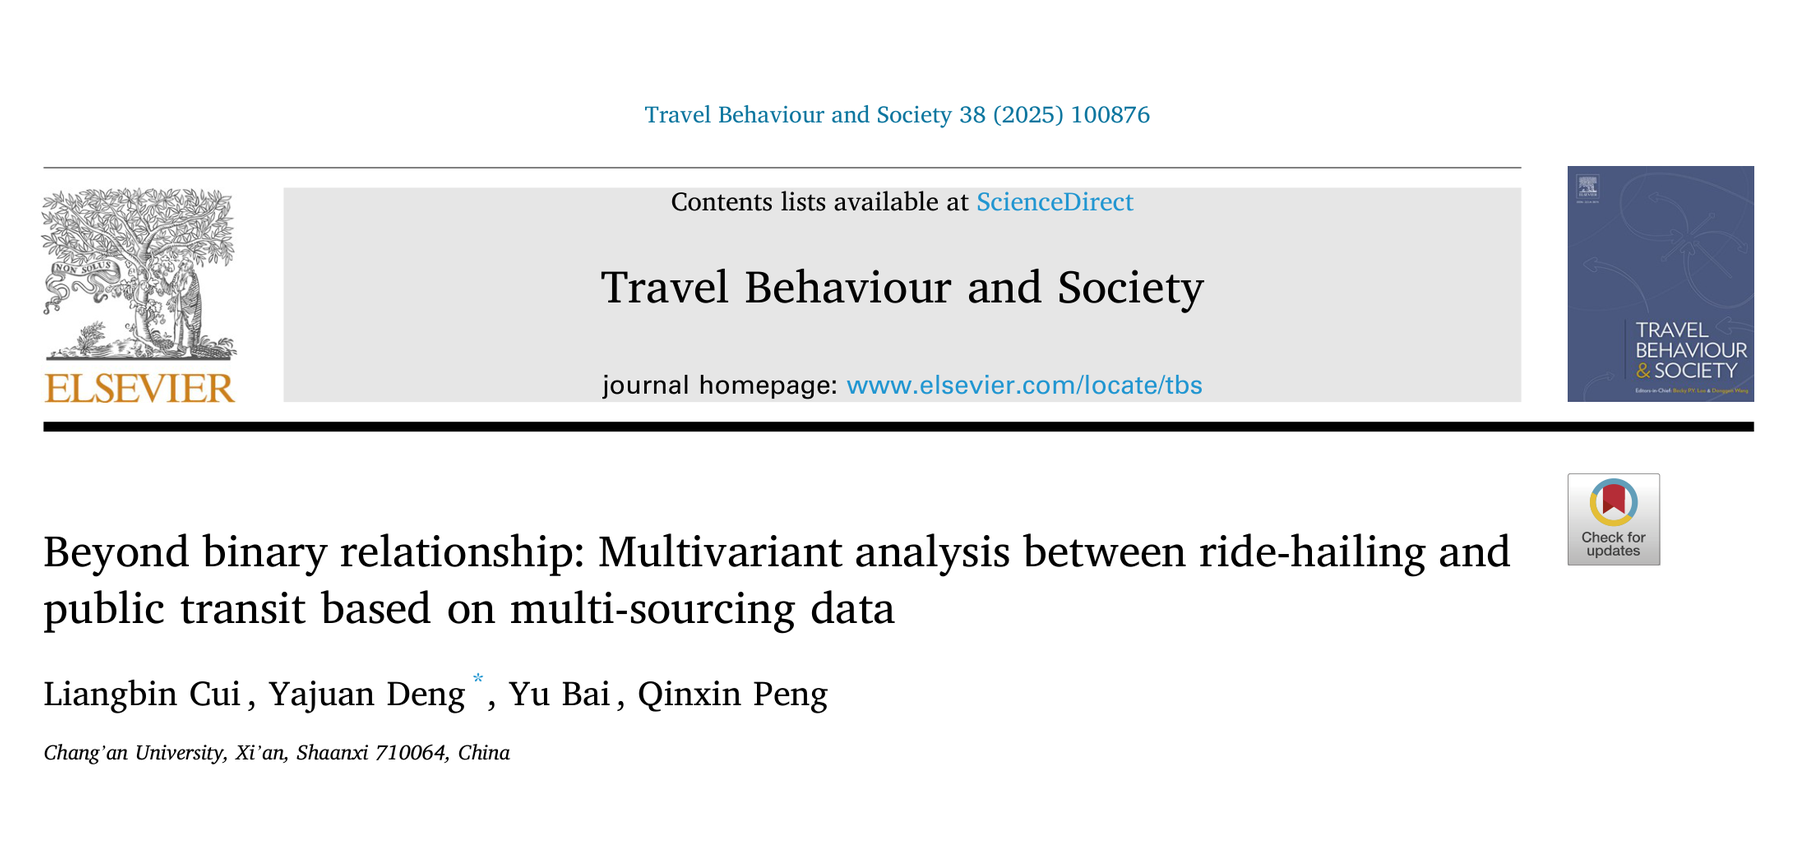 Travel Behaviour and Society 38 (2025) 100876
Contents lists available at ScienceDirect
Travel Behaviour and Society
journal homepage: www.elsevier.com/locate/tbs
NON SOLUS
ELSEVIER
TRAVEL
BEHAVIOUR
& SOCIETY
Check for
updates
Beyond binary relationship: Multivariant analysis between ride-hailing and
public transit based on multi-sourcing data
Liangbin Cui, Yajuan Deng *, Yu Bai, Qinxin Peng
Chang'an University, Xi'an, Shaanxi 710064, China